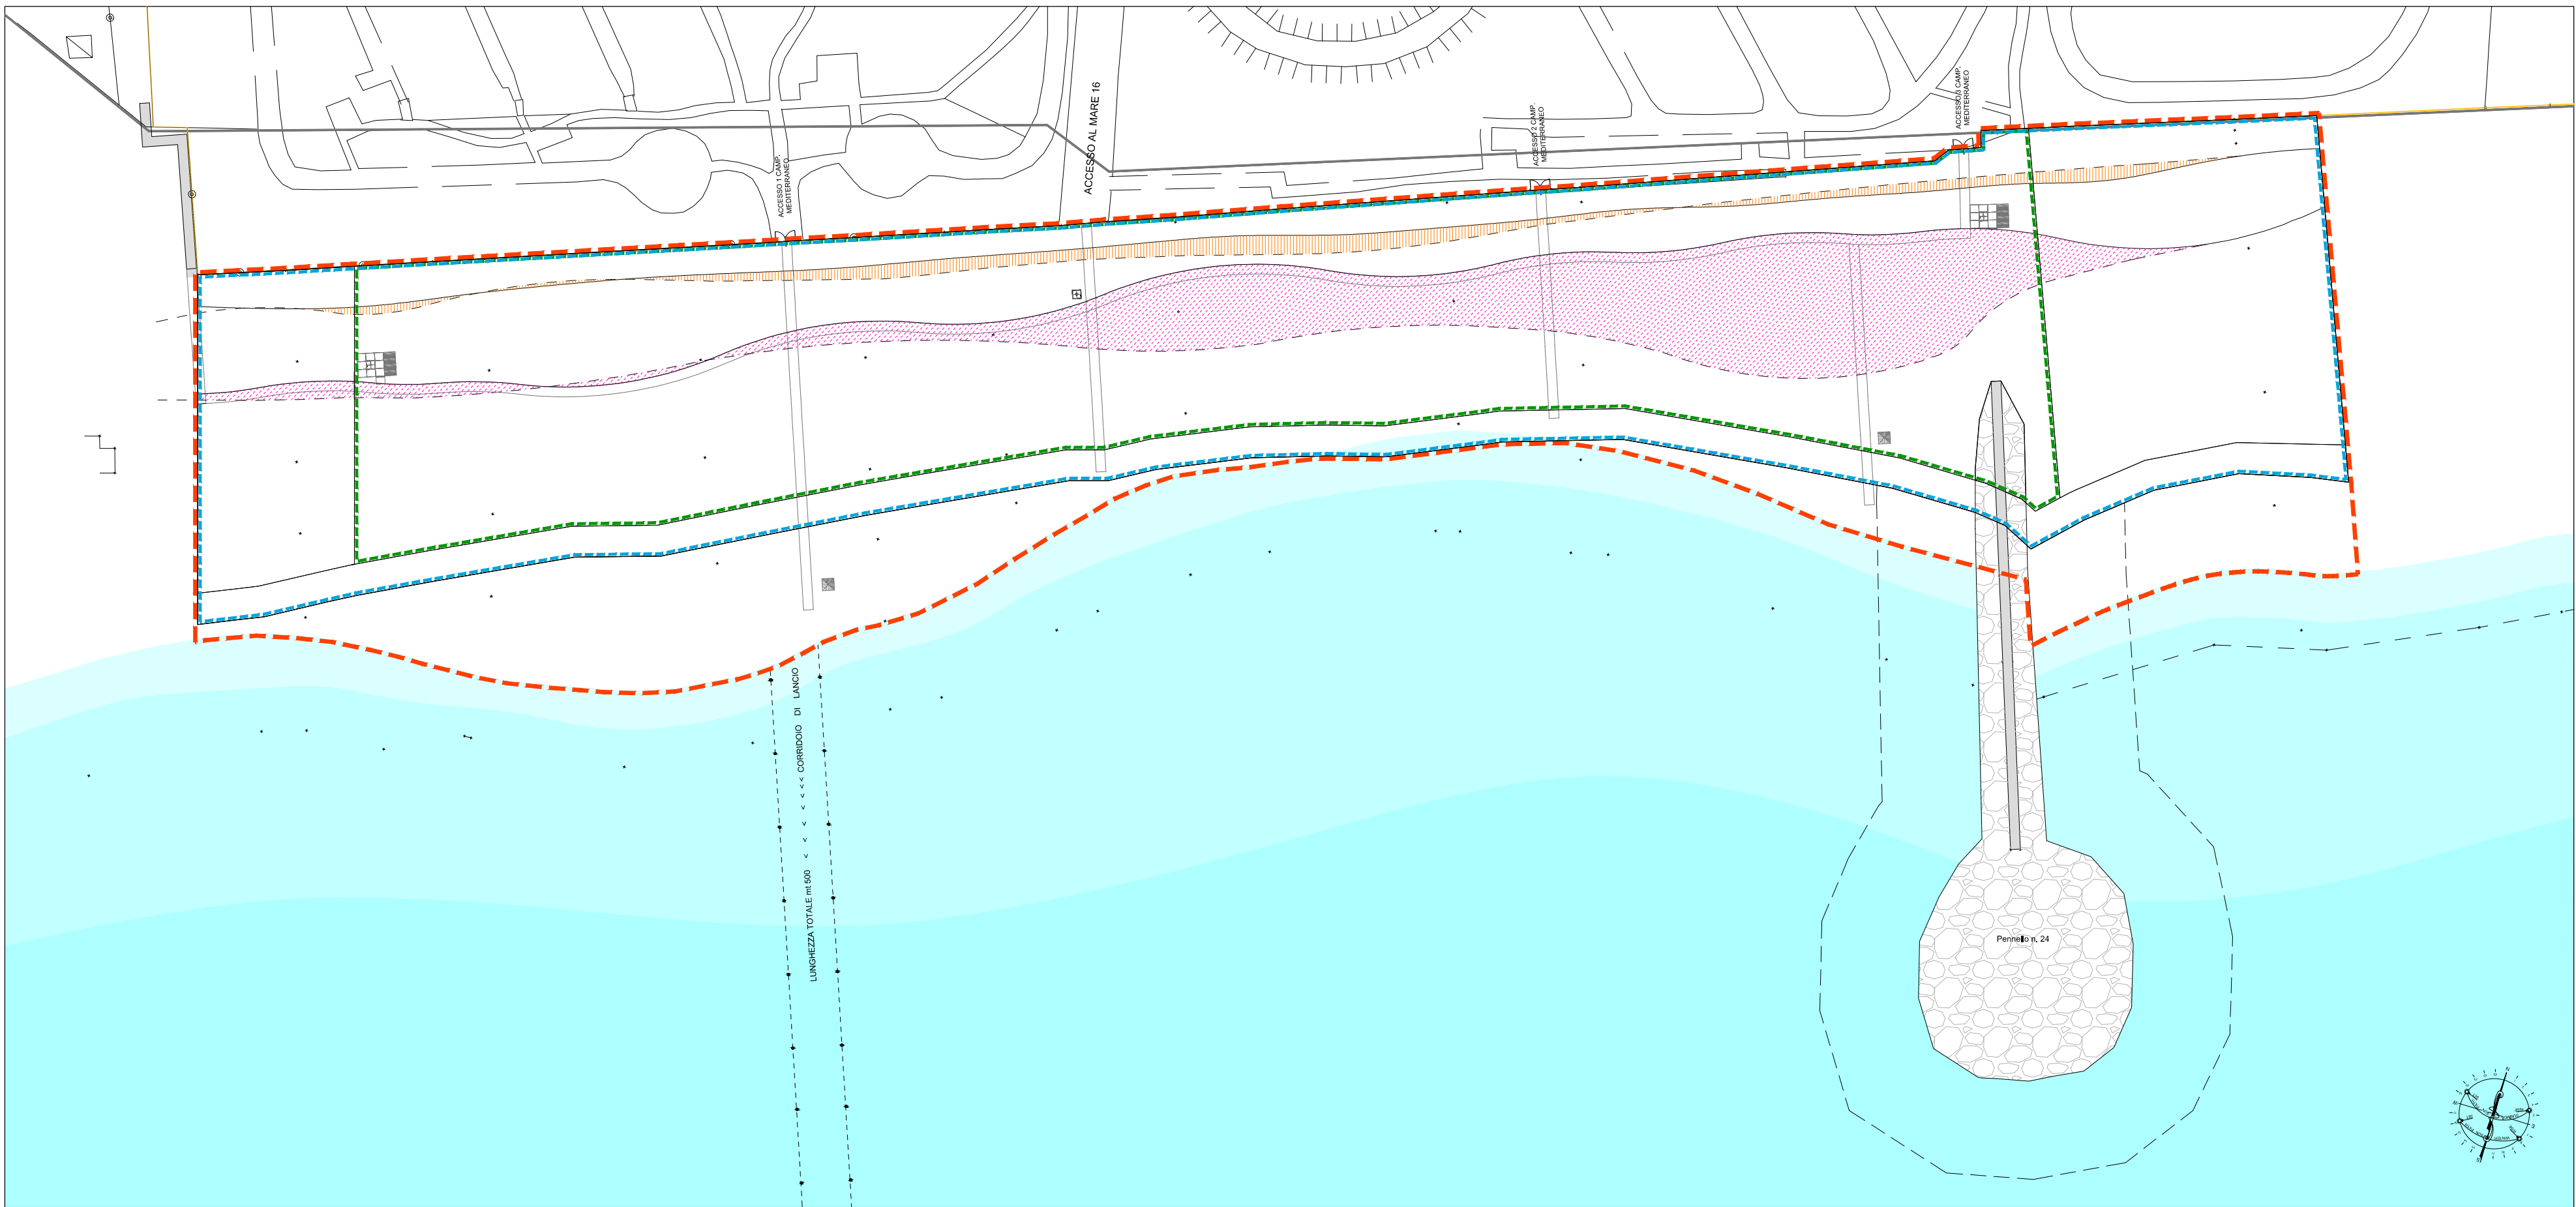 ACCESSO 1 CAMP.
MEDITERRANEO
ACCESSO AL MARE 16
ACCESSO 2 CAMP.
MEDITERRANEO
ACCESSO 3 CAMP.
MEDITERRANEO
LUNGHEZZA TOTALE mt 500 < < < < < < CORRIDOIO DI LANCIO
Pennello n. 24
N
S